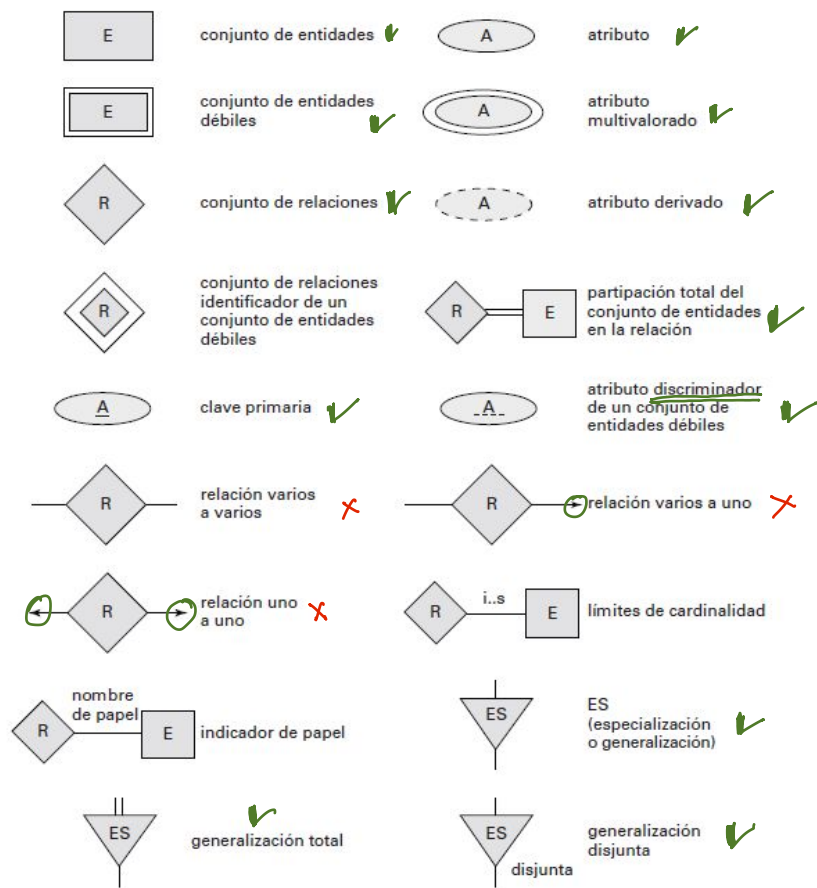 E
conjunto de entidades
A
atributo
E
conjunto de entidades
débiles
A
atributo
multivalorado
R
conjunto de relaciones
A
atributo derivado
R
conjunto de relaciones
identificador de un
conjunto de entidades
débiles
R
E
partipación total del
conjunto de entidades
en la relación
A
clave primaria
A
atributo discriminador
de un conjunto de
entidades débiles
R
relación varios
a varios
R
relación varios a uno
R
relación uno
a uno
R
i..s
E
límites de cardinalidad
R
nombre
de papel
E
indicador de papel
ES
ES
(especialización
o generalización)
ES
generalización total
ES
disjunta
generalización
disjunta